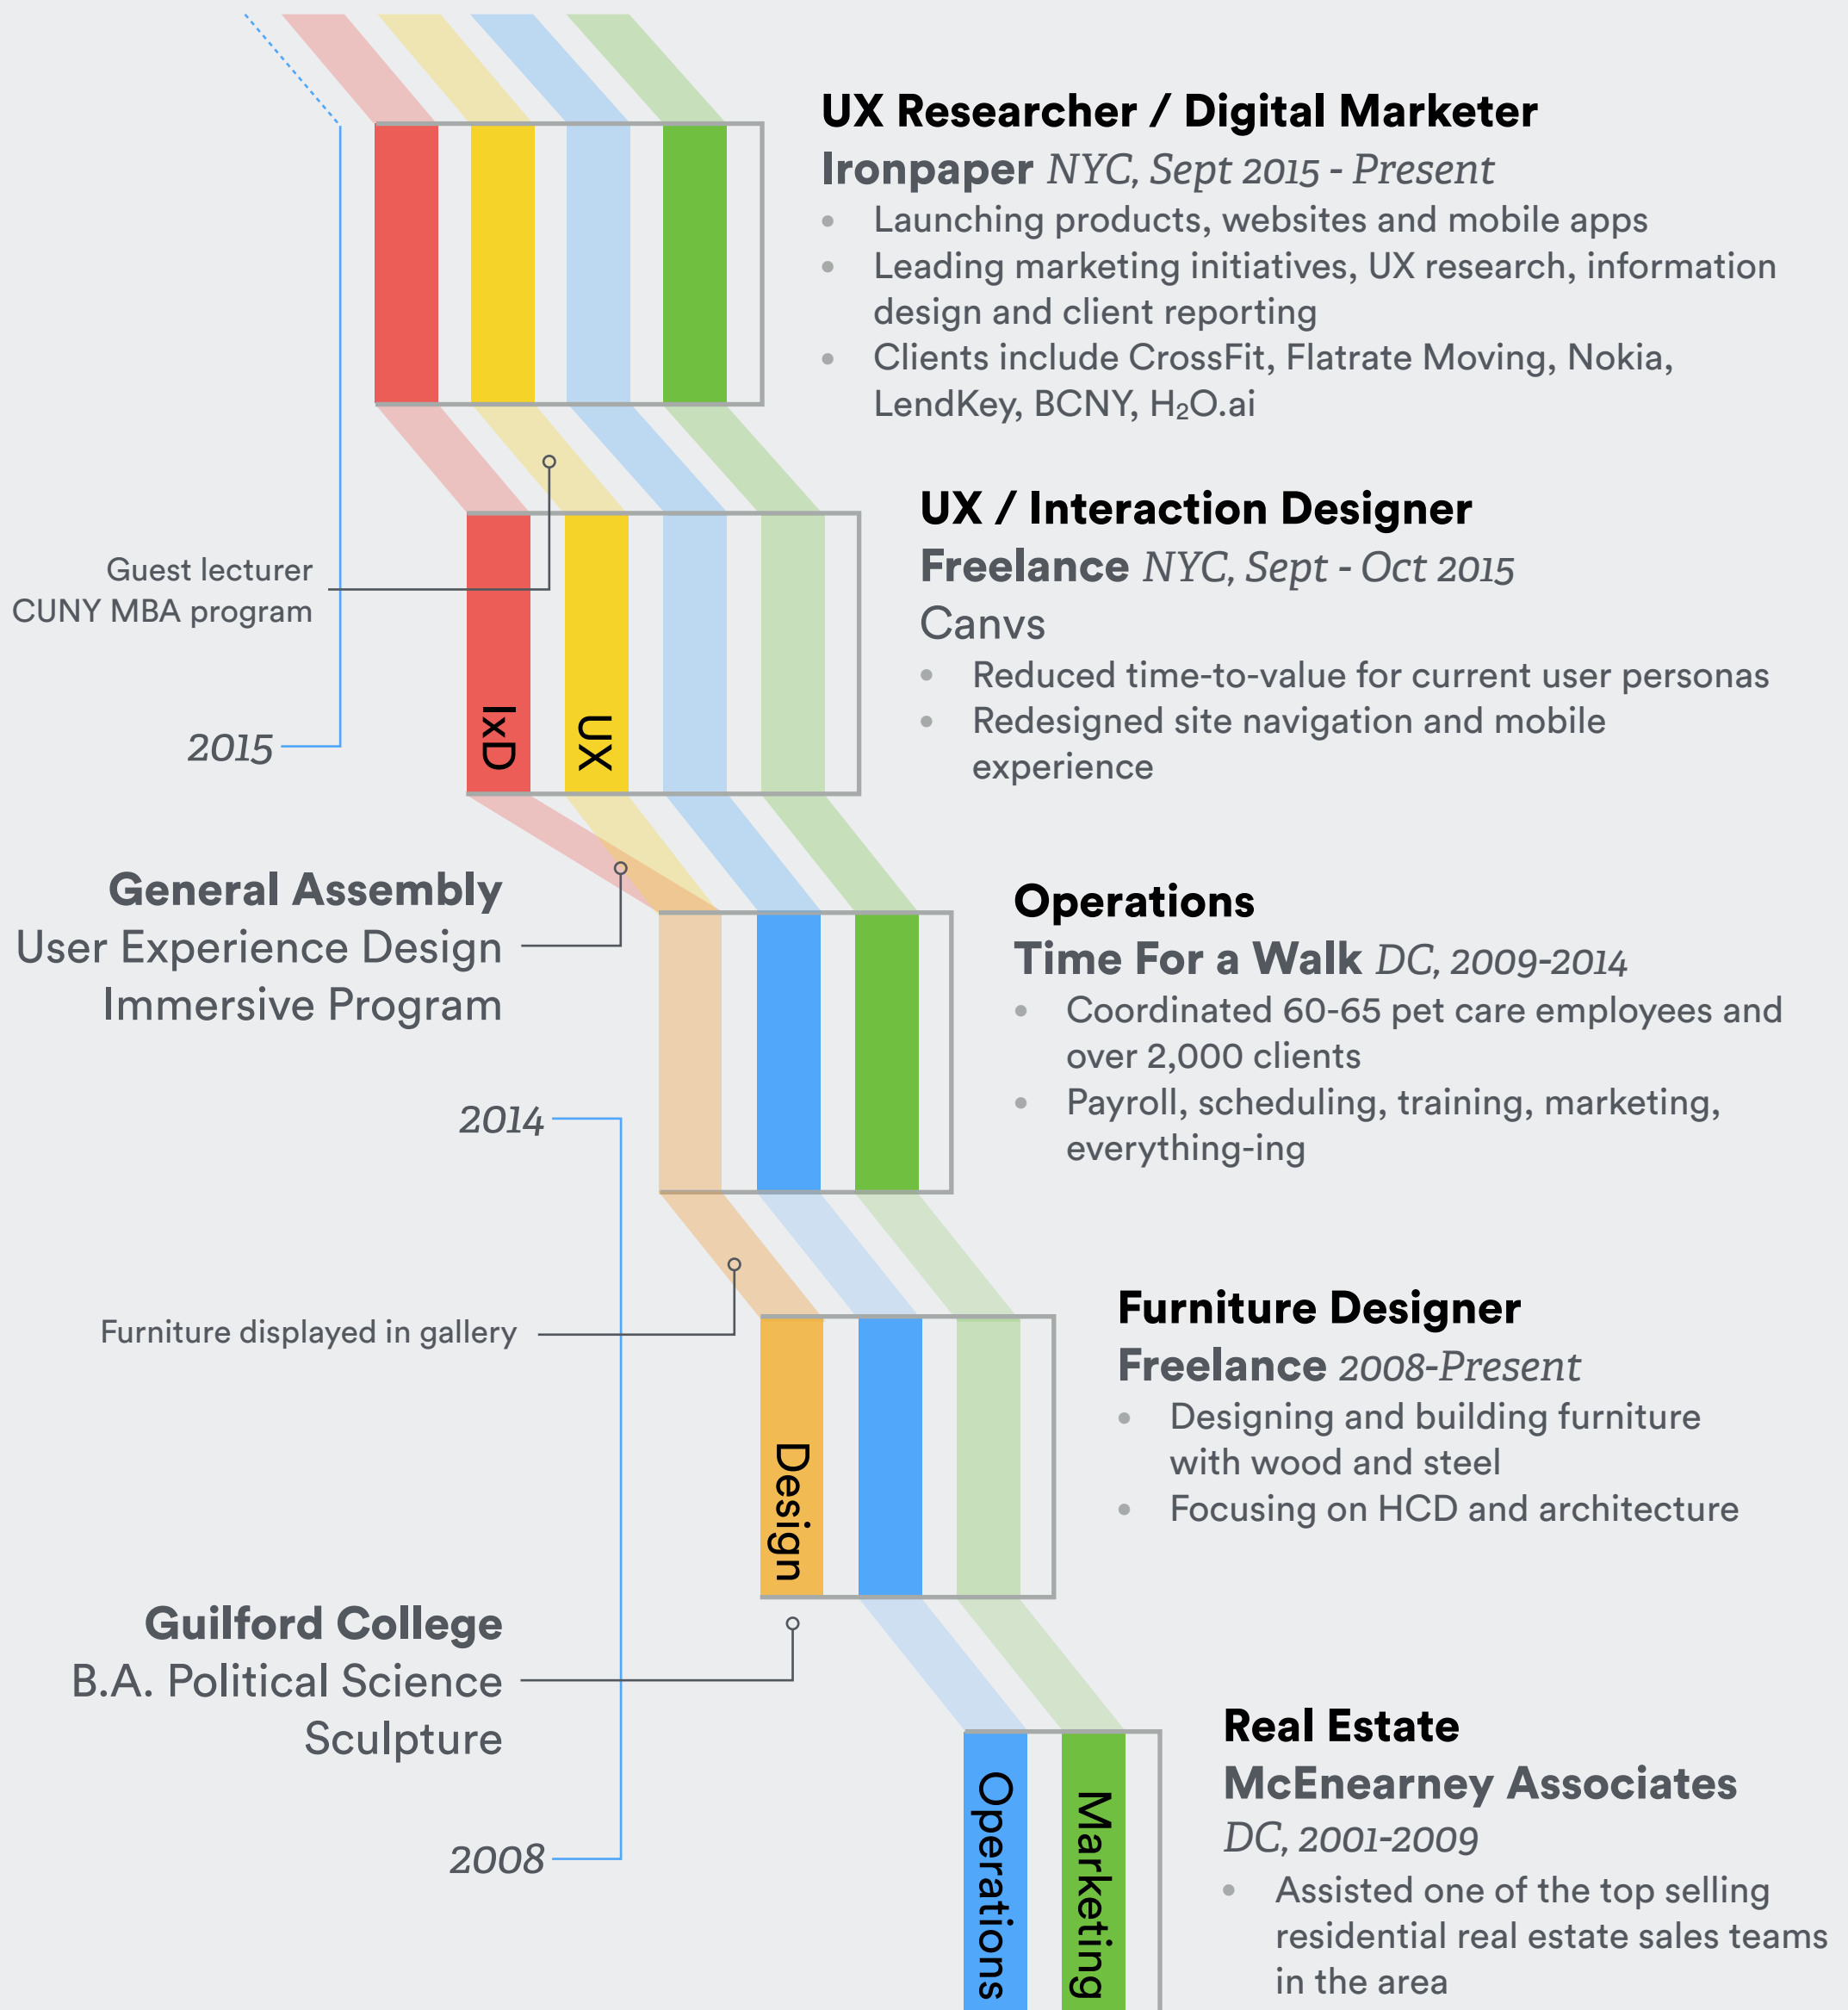 UX Researcher / Digital Marketer
Ironpaper NYC, Sept 2015 - Present
• Launching products, websites and mobile apps
• Leading marketing initiatives, UX research, information
design and client reporting
• Clients include CrossFit, Flatrate Moving, Nokia,
LendKey, BCNY, H₂O.ai
UX / Interaction Designer
Freelance NYC, Sept - Oct 2015
Canvs
• Reduced time-to-value for current user personas
• Redesigned site navigation and mobile
experience
Guest lecturer
CUNY MBA program
2015
IxD
UX
General Assembly
User Experience Design
Immersive Program
Operations
Time For a Walk DC, 2009-2014
• Coordinated 60-65 pet care employees and
over 2,000 clients
• Payroll, scheduling, training, marketing,
everything-ing
2014
Furniture displayed in gallery
Furniture Designer
Freelance 2008-Present
• Designing and building furniture
with wood and steel
• Focusing on HCD and architecture
Design
Guilford College
B.A. Political Science
Sculpture
2008
Real Estate
McEnearney Associates
DC, 2001-2009
• Assisted one of the top selling
residential real estate sales teams
in the area
Operations
Marketing